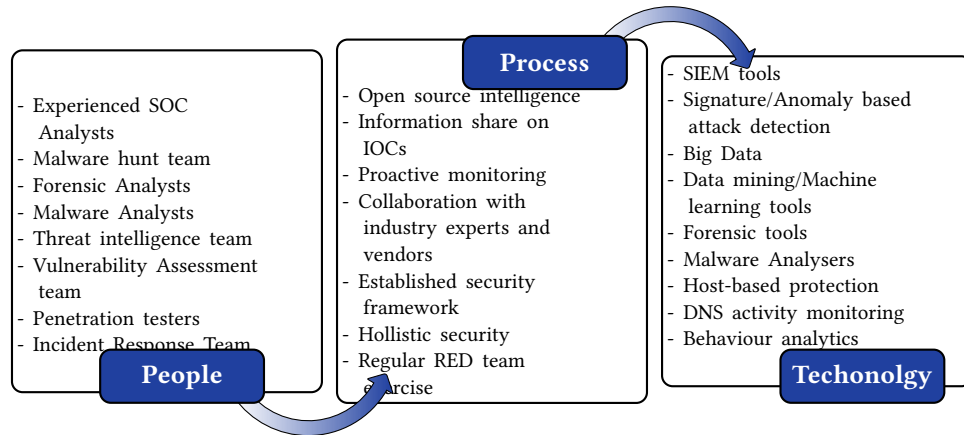 - Experienced SOC
Analysts
- Malware hunt team
- Forensic Analysts
- Malware Analysts
- Threat intelligence team
- Vulnerability Assessment
team
- Penetration testers
- Incident Response Team
People
Process
- Open source intelligence
- Information share on
IOCs
- Proactive monitoring
- Collaboration with
industry experts and
vendors
- Established security
framework
- Hollistic security
- Regular RED team
exercise
- SIEM tools
- Signature/Anomaly based
attack detection
- Big Data
- Data mining/Machine
learning tools
- Forensic tools
- Malware Analysers
- Host-based protection
- DNS activity monitoring
- Behaviour analytics
Techonolgy